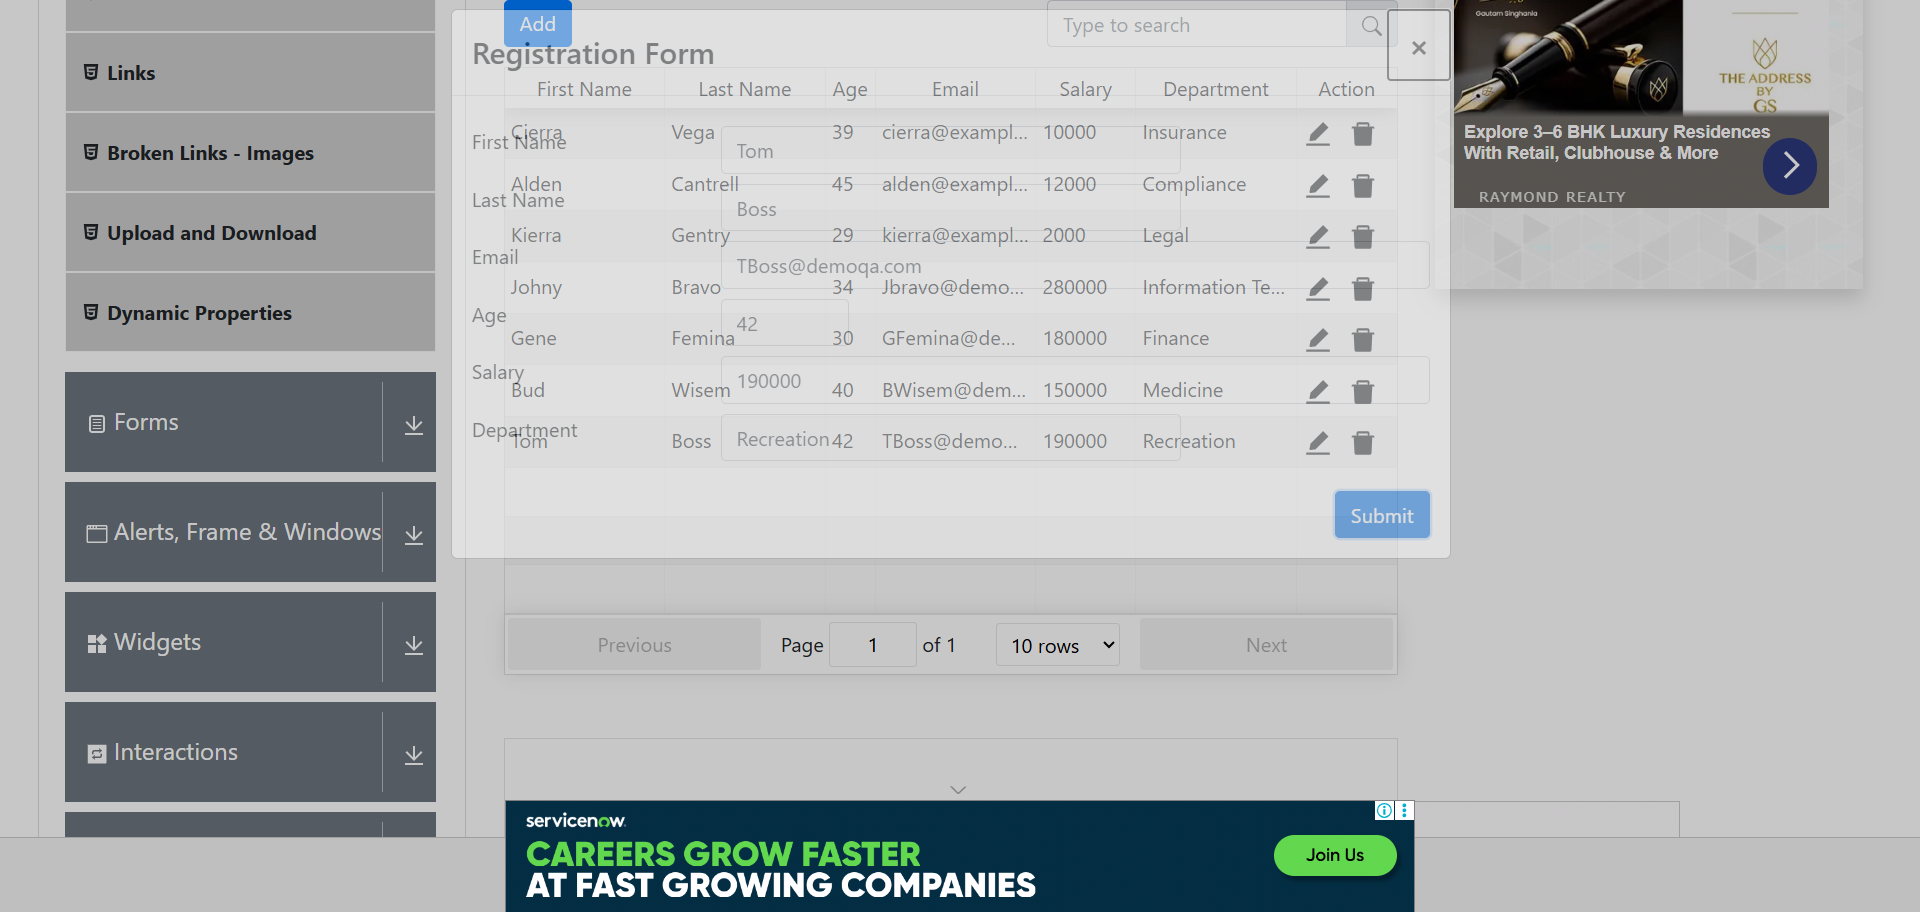 Links
Broken Links - Images
Upload and Download
Dynamic Properties
Forms
Alerts, Frame & Windows
Widgets
Interactions
Add
Type to search
Registration Form
×
First Name Last Name Age Email Salary Department Action
Cierra Vega 39 cierra@exampl... 10000 Insurance
Alden Cantrell 45 alden@exampl... 12000 Compliance
Kierra Gentry 29 kierra@exampl... 2000 Legal
Johny Bravo 34 Jbravo@demo... 280000 Information Te...
Gene Femina 30 GFemina@de... 180000 Finance
Bud Wisem 40 BWisem@dem... 150000 Medicine
Tom Boss 42 TBoss@demo... 190000 Recreation
First Name Tom
Last Name Boss
Email TBoss@demoqa.com
Age 42
Salary 190000
Department Recreation
Submit
Previous Page 1 of 1 10 rows Next
Gautam Singhania
THE ADDRESS
BY
GS
Explore 3–6 BHK Luxury Residences
With Retail, Clubhouse & More
RAYMOND REALTY
servicenow.
CAREERS GROW FASTER
AT FAST GROWING COMPANIES
Join Us